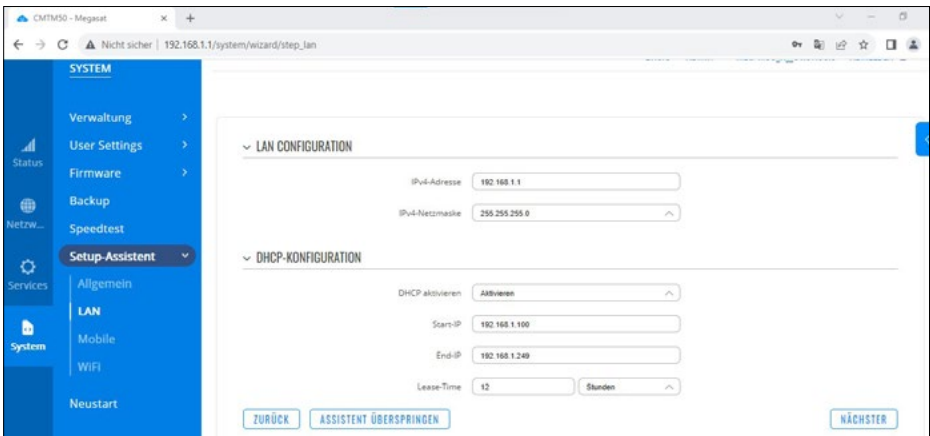 CMTM50 - Megasat
Nicht sicher | 192.168.1.1/system/wizard/step_lan
SYSTEM
Verwaltung
User Settings
Firmware
Backup
Speedtest
Setup-Assistent
Allgemein
LAN
Mobile
WiFi
Neustart
Status
Netzw...
Services
System
LAN CONFIGURATION
IPv4-Adresse 192.168.1.1
IPv4-Netzmaske 255.255.255.0
DHCP-KONFIGURATION
DHCP aktivieren Aktivieren
Start-IP 192.168.1.100
End-IP 192.168.1.249
Lease-Time 12 Stunden
ZURÜCK ASSISTENT ÜBERSPRINGEN NÄCHSTER